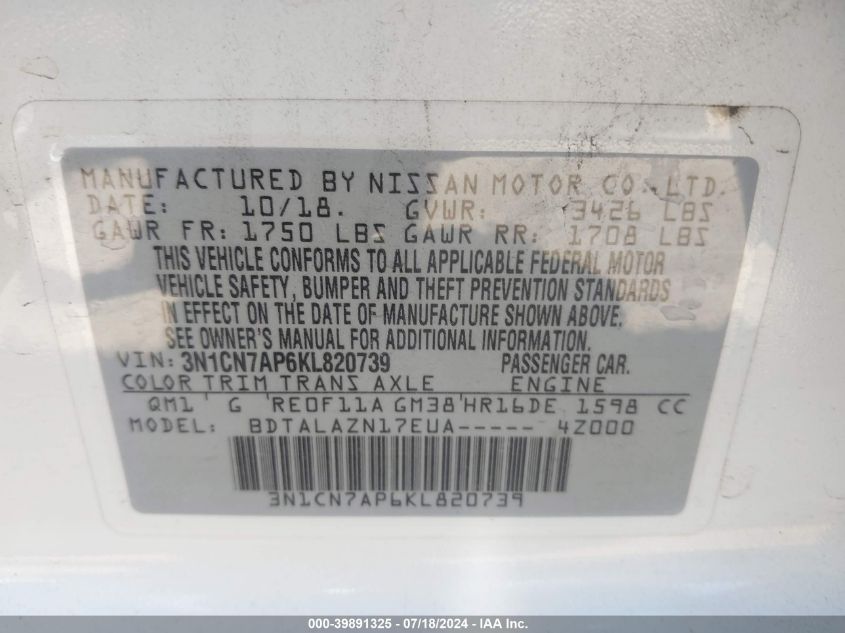 MANUFACTURED BY NISSAN MOTOR CO., LTD.
DATE: 10/18. GVWR: 3426 LBS
GAWR FR: 1750 LBS GAWR RR: 1708 LBS
THIS VEHICLE CONFORMS TO ALL APPLICABLE FEDERAL MOTOR
VEHICLE SAFETY, BUMPER AND THEFT PREVENTION STANDARDS
IN EFFECT ON THE DATE OF MANUFACTURE SHOWN ABOVE.
SEE OWNER'S MANUAL FOR ADDITIONAL INFORMATION.
VIN: 3N1CN7AP6KL820739 PASSENGER CAR.
COLOR TRIM TRANS AXLE ENGINE
QM1 ' G 'RE0F11A GM38'HR16DE 1598 CC
MODEL: BDTALAZN17EUA----- 4Z000
3N1CN7AP6KL820739
000-39891325 - 07/18/2024 - IAA Inc.